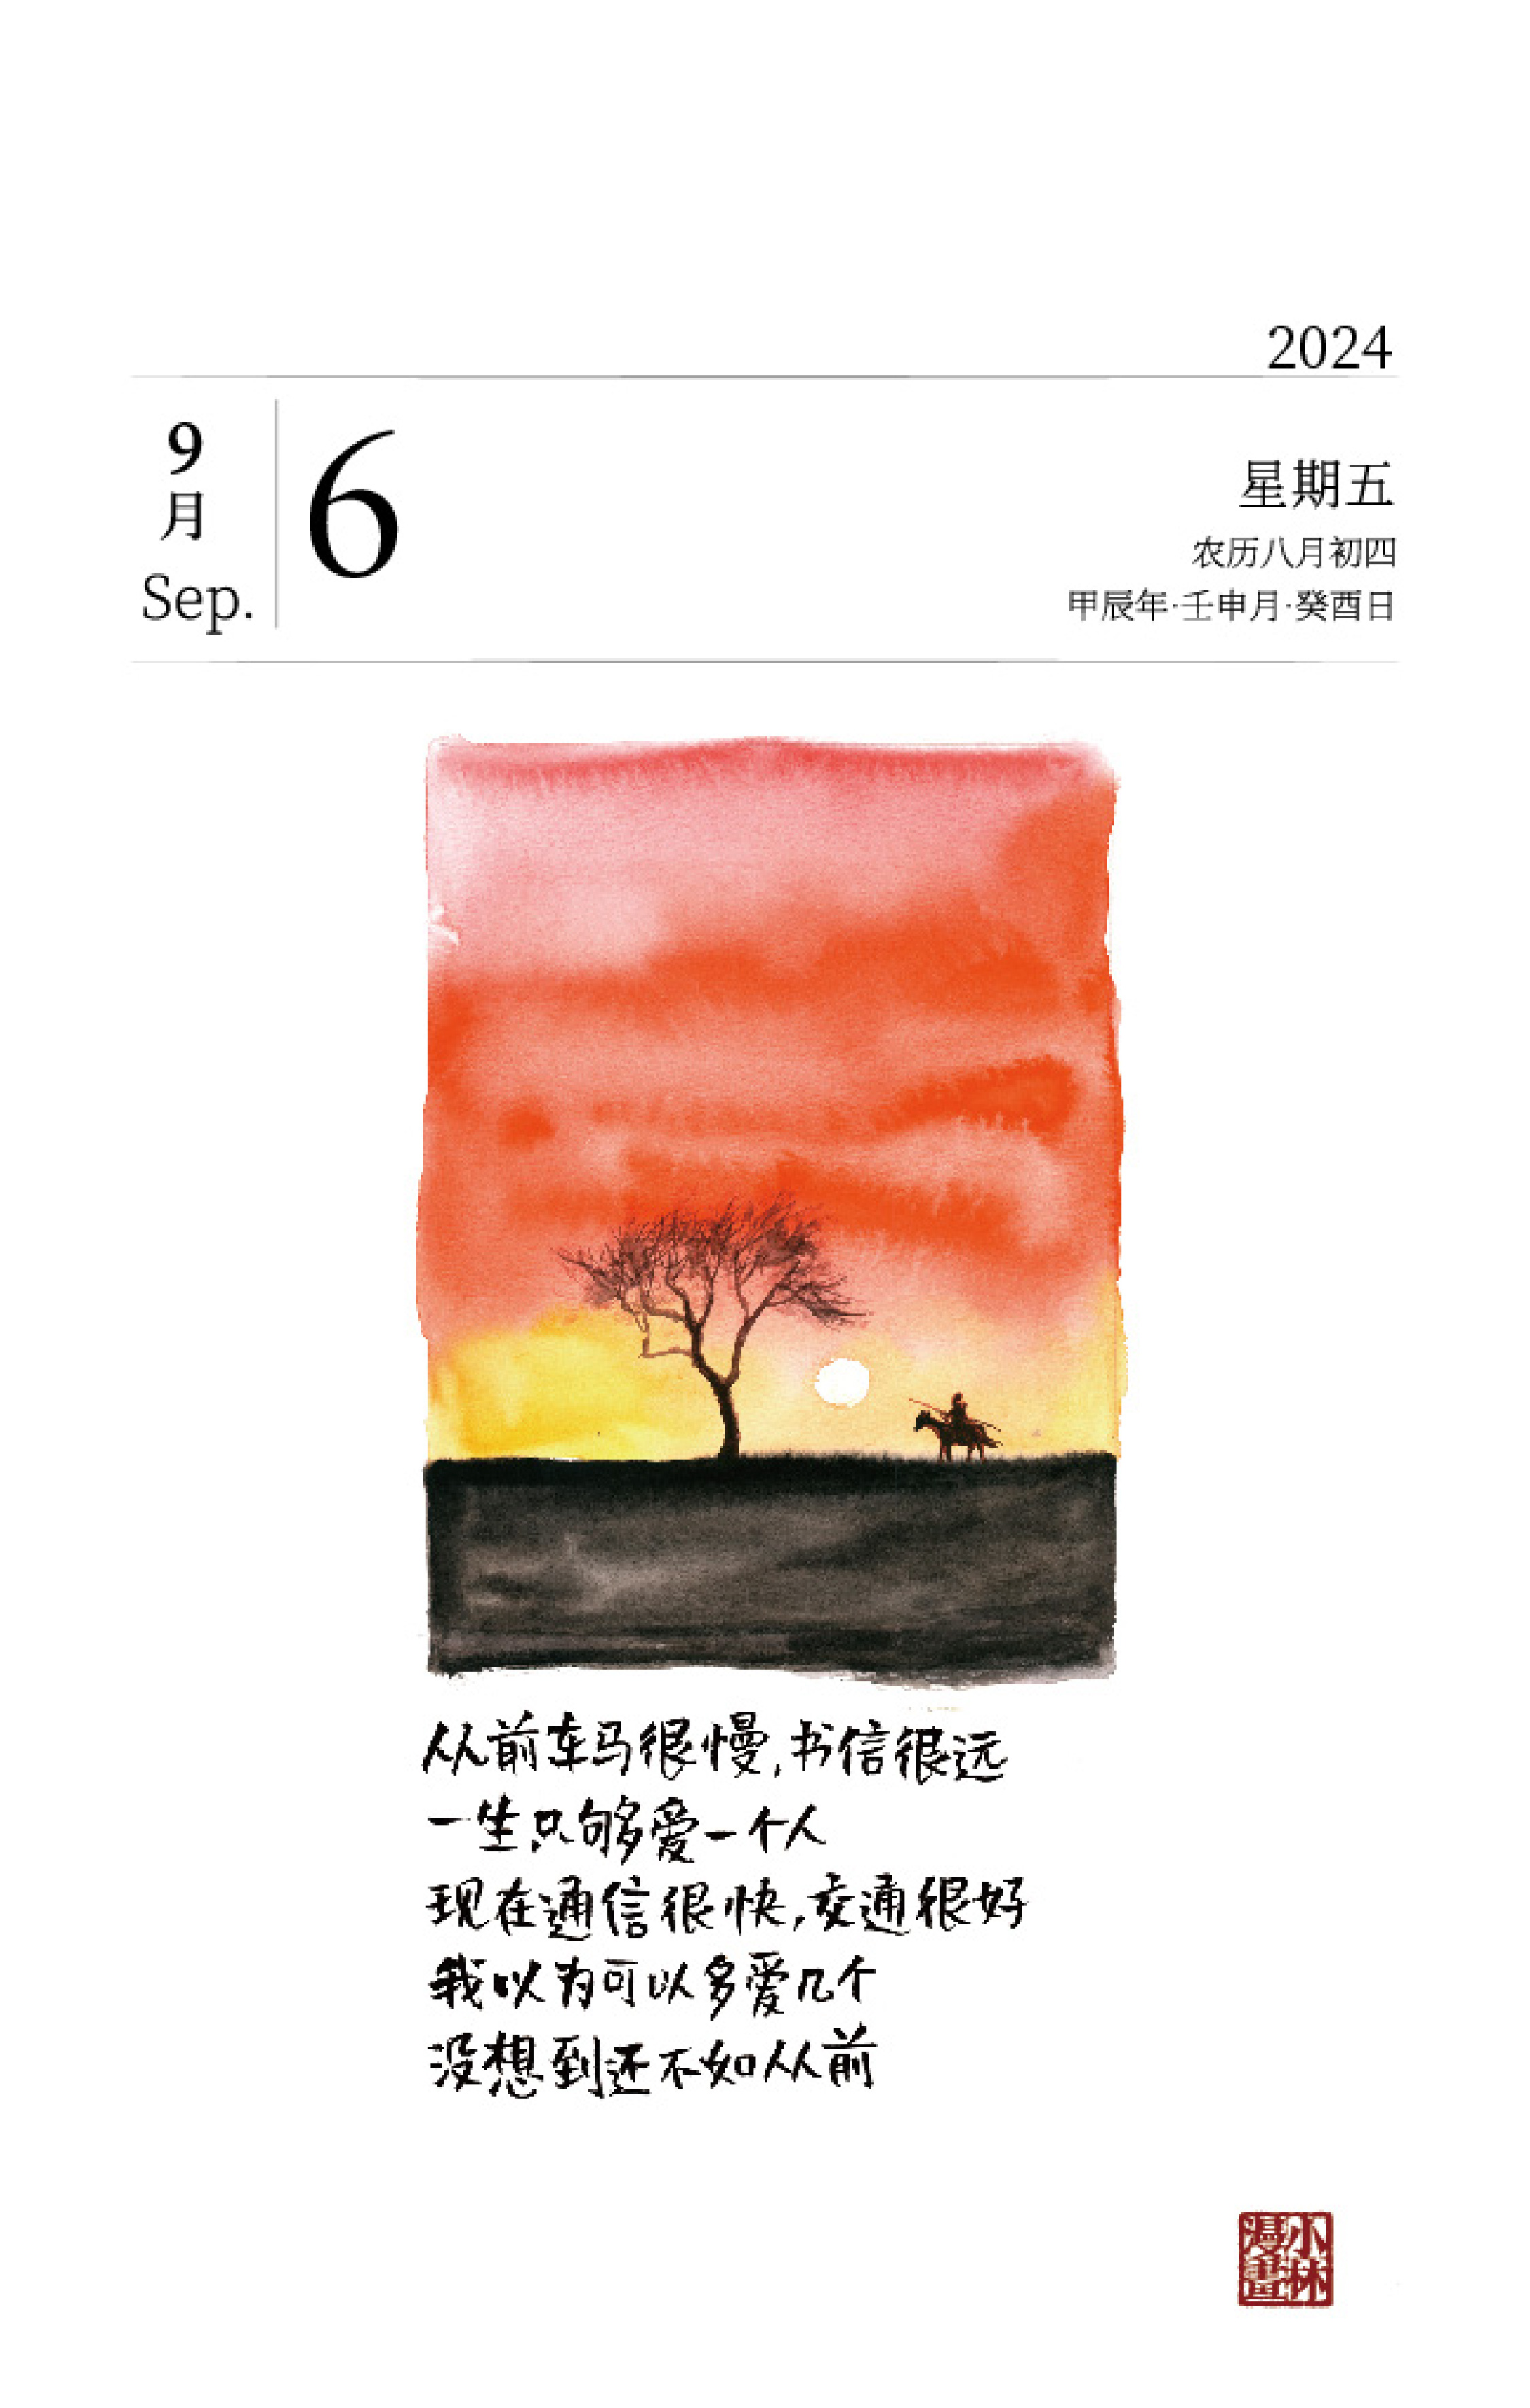 2024
9
月
Sep.
6
星期五
农历八月初四
甲辰年·壬申月·癸酉日
从前车马很慢,书信很远
一生只够爱一个人
现在通信很快,交通很好
我以为可以多爱几个
没想到还不如从前
小林
漫畫